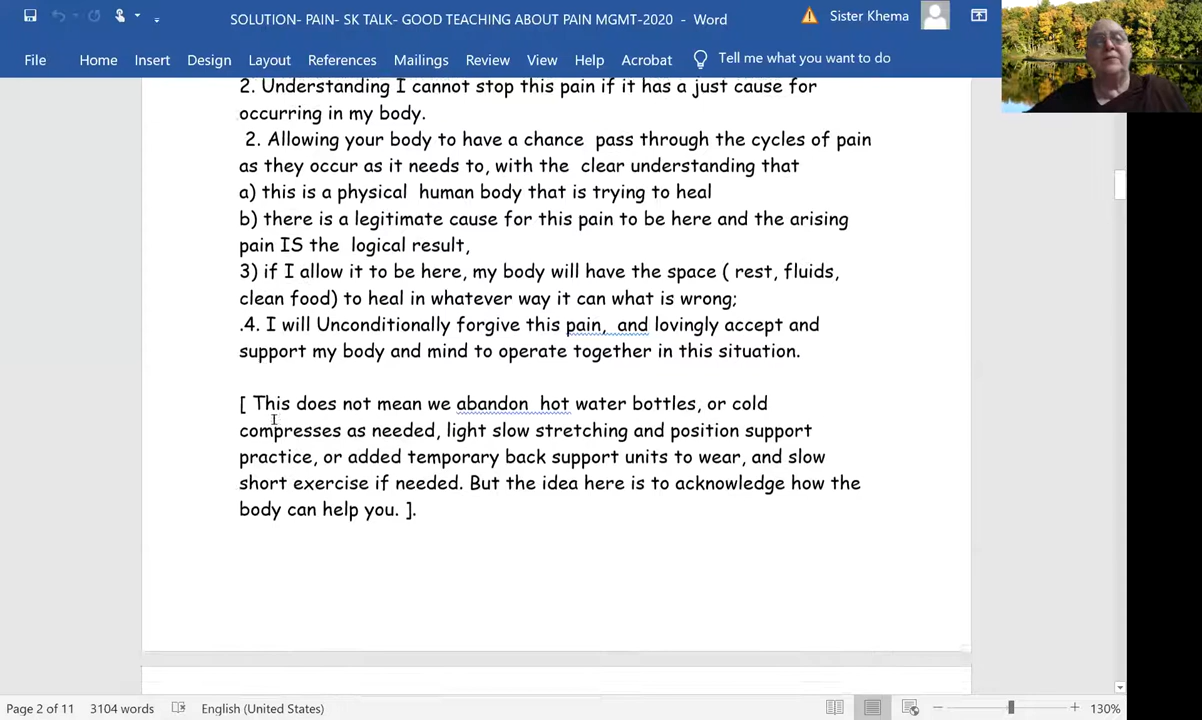 SOLUTION- PAIN- SK TALK- GOOD TEACHING ABOUT PAIN MGMT-2020 - Word
Sister Khema
File Home Insert Design Layout References Mailings Review View Help Acrobat Tell me what you want to do
2. Understanding I cannot stop this pain if it has a just cause for
occurring in my body.
2. Allowing your body to have a chance pass through the cycles of pain
as they occur as it needs to, with the clear understanding that
a) this is a physical human body that is trying to heal
b) there is a legitimate cause for this pain to be here and the arising
pain IS the logical result,
3) if I allow it to be here, my body will have the space ( rest, fluids,
clean food) to heal in whatever way it can what is wrong;
.4. I will Unconditionally forgive this pain, and lovingly accept and
support my body and mind to operate together in this situation.
[ This does not mean we abandon hot water bottles, or cold
compresses as needed, light slow stretching and position support
practice, or added temporary back support units to wear, and slow
short exercise if needed. But the idea here is to acknowledge how the
body can help you. ].
Page 2 of 11 3104 words English (United States) 130%